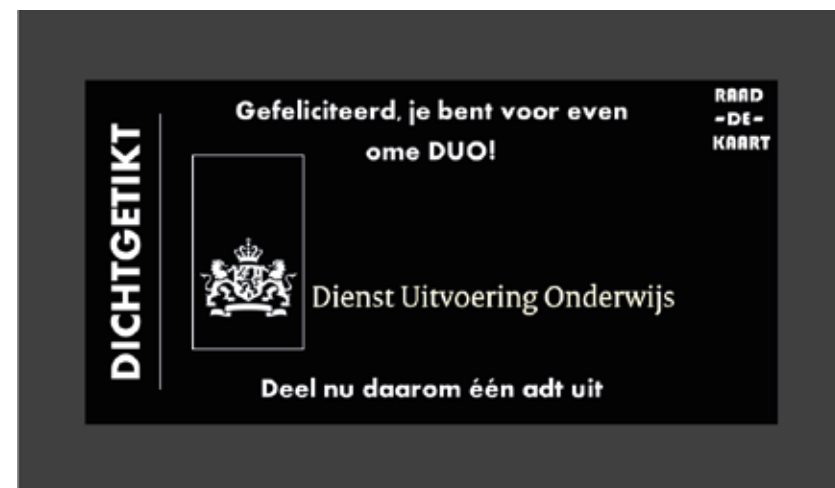 DICHTGETIKT
Gefeliciteerd, je bent voor even
ome DUO!
RAAD
-DE-
KAART
Dienst Uitvoering Onderwijs
Deel nu daarom één adt uit